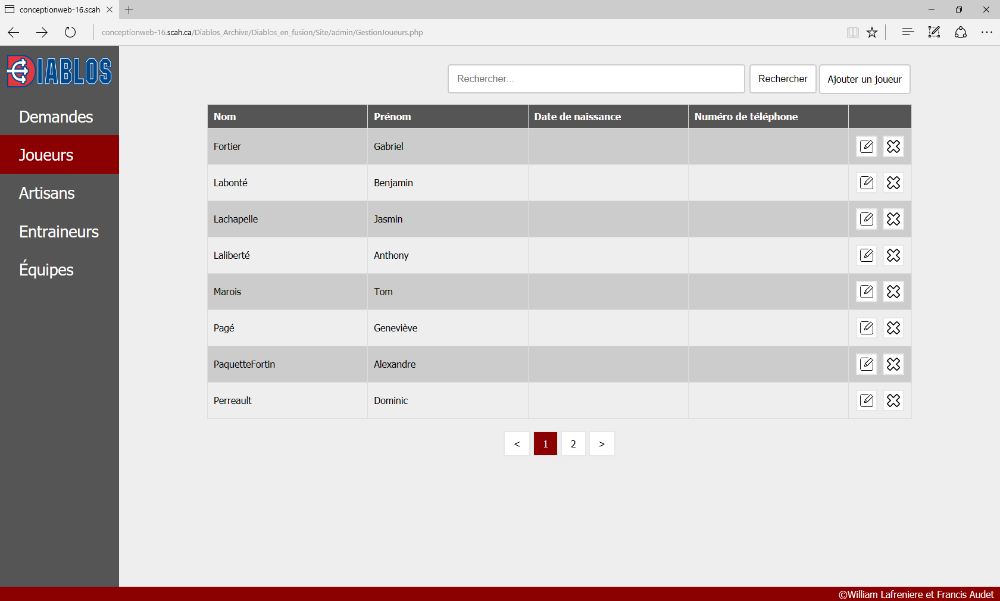 conceptionweb-16.scah
conceptionweb-16.scah.ca/Diablos_Archive/Diablos_en_fusion/Site/admin/GestionJoueurs.php
DIABLOS
Demandes
Joueurs
Artisans
Entraineurs
Équipes
Rechercher... Rechercher Ajouter un joueur
Nom Prénom Date de naissance Numéro de téléphone
Fortier Gabriel
Labonté Benjamin
Lachapelle Jasmin
Laliberté Anthony
Marois Tom
Pagé Geneviève
PaquetteFortin Alexandre
Perreault Dominic
< 1 2 >
©William Lafreniere et Francis Audet